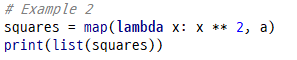 # Example 2
squares = map(lambda x: x ** 2, a)
print(list(squares))